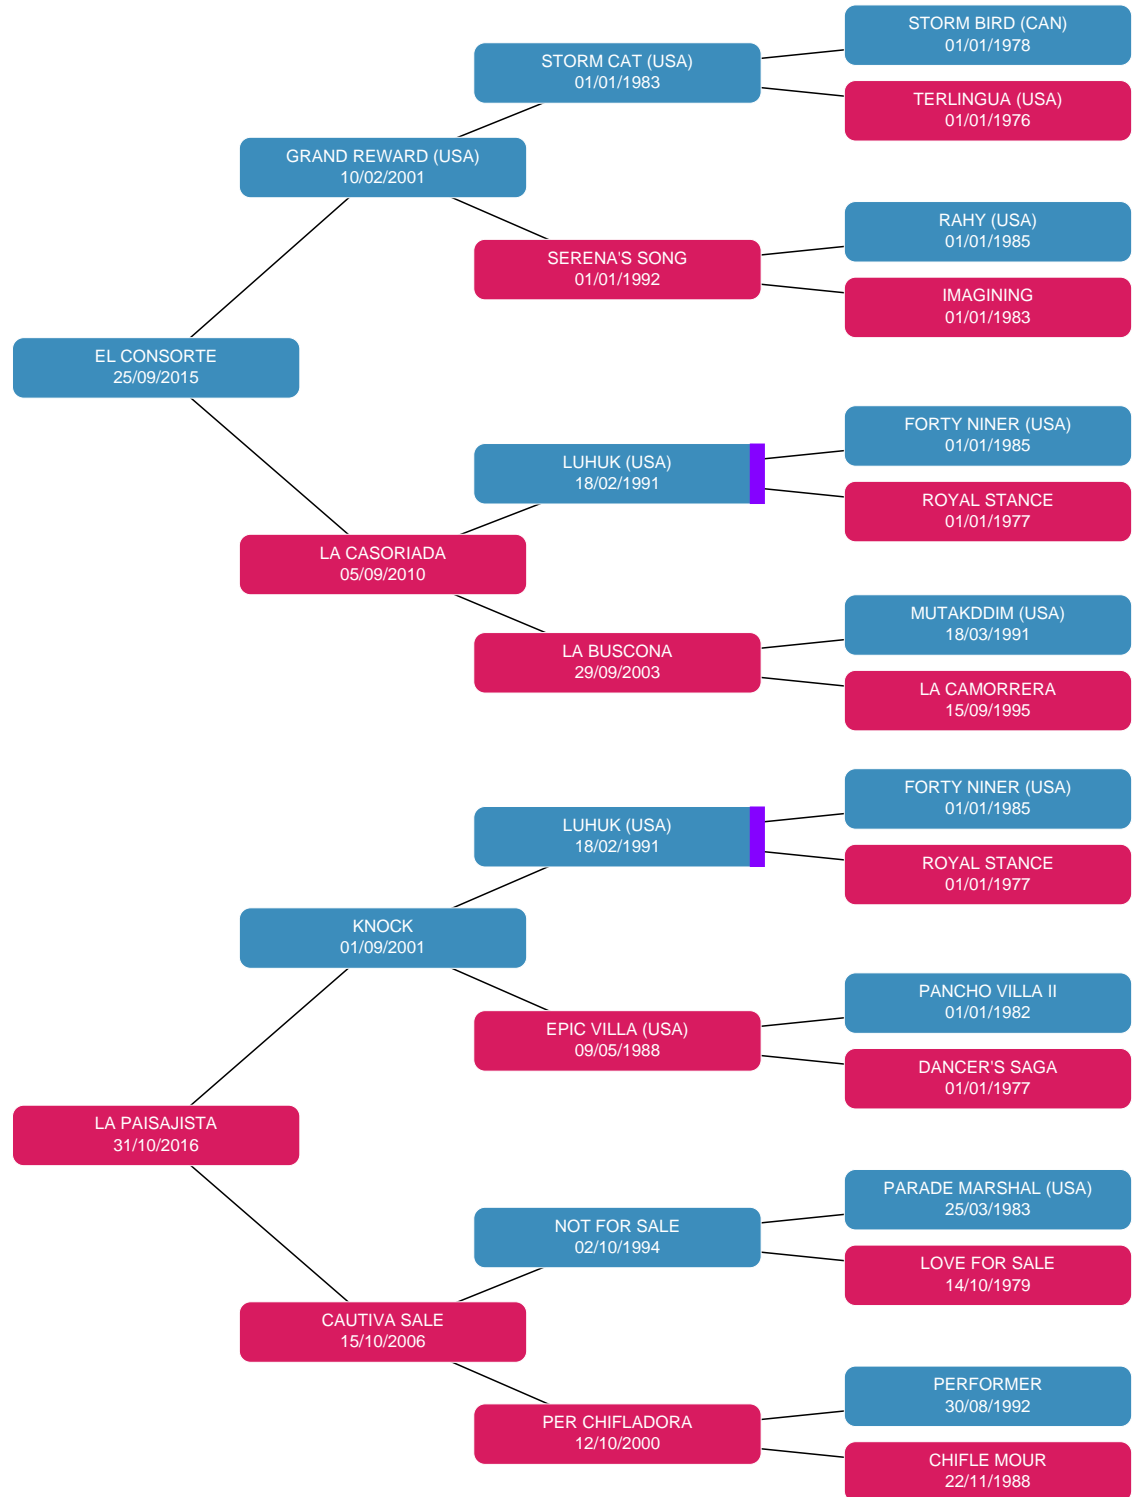 STORM BIRD (CAN)
01/01/1978
STORM CAT (USA)
01/01/1983
TERLINGUA (USA)
01/01/1976
GRAND REWARD (USA)
10/02/2001
RAHY (USA)
01/01/1985
SERENA'S SONG
01/01/1992
IMAGINING
01/01/1983
EL CONSORTE
25/09/2015
FORTY NINER (USA)
01/01/1985
LUHUK (USA)
18/02/1991
ROYAL STANCE
01/01/1977
LA CASORIADA
05/09/2010
MUTAKDDIM (USA)
18/03/1991
LA BUSCONA
29/09/2003
LA CAMORRERA
15/09/1995
FORTY NINER (USA)
01/01/1985
LUHUK (USA)
18/02/1991
ROYAL STANCE
01/01/1977
KNOCK
01/09/2001
PANCHO VILLA II
01/01/1982
EPIC VILLA (USA)
09/05/1988
DANCER'S SAGA
01/01/1977
LA PAISAJISTA
31/10/2016
PARADE MARSHAL (USA)
25/03/1983
NOT FOR SALE
02/10/1994
LOVE FOR SALE
14/10/1979
CAUTIVA SALE
15/10/2006
PERFORMER
30/08/1992
PER CHIFLADORA
12/10/2000
CHIFLE MOUR
22/11/1988